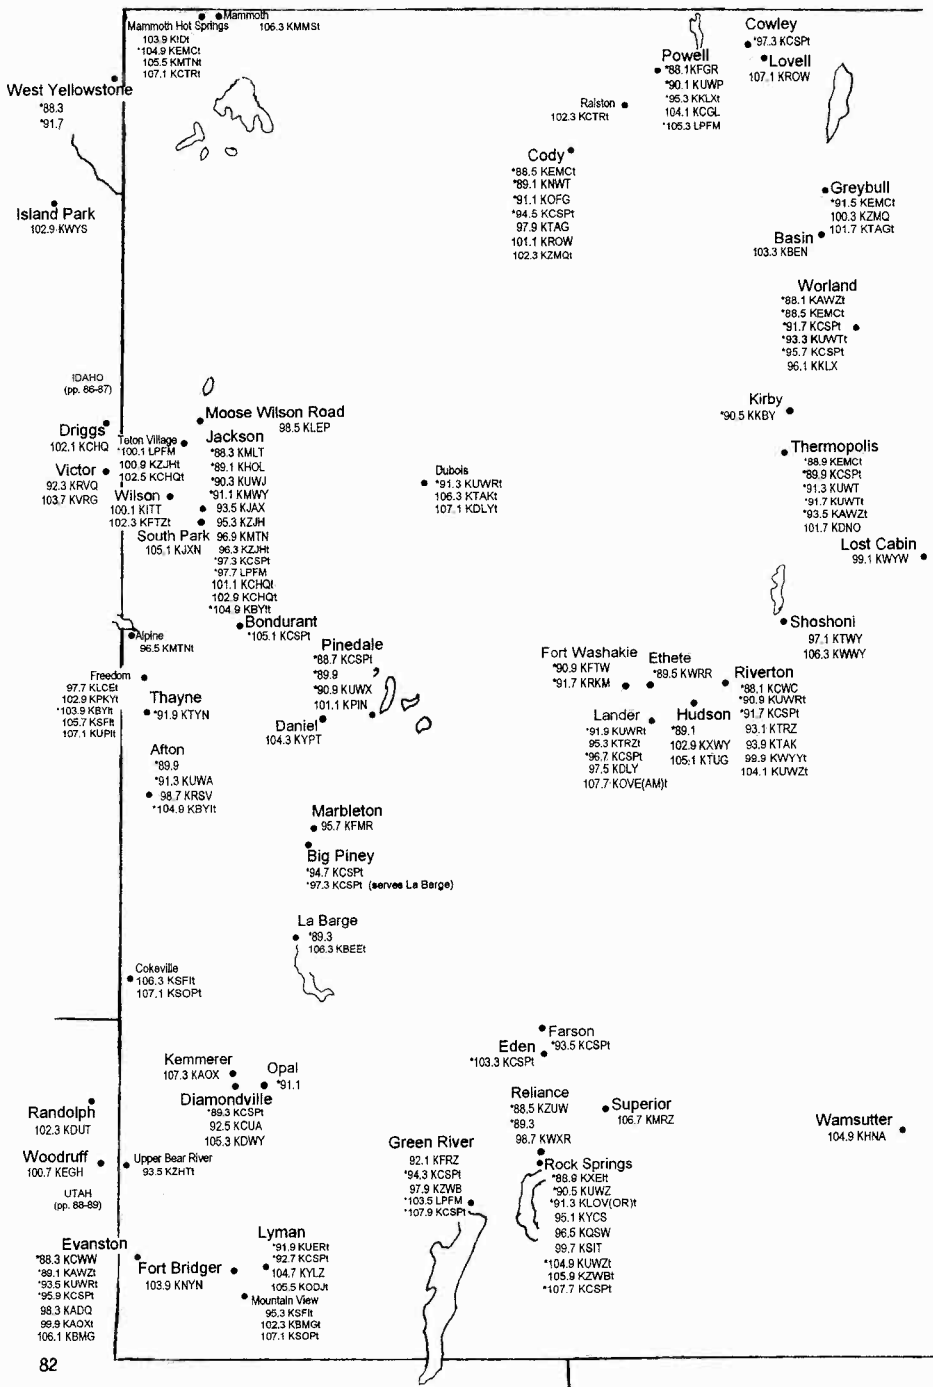 Mammoth
106.3 KMMSt
Mammoth Hot Springs
103.9 KIDt
*104.9 KEMCt
105.5 KMTNt
107.1 KCTRt
West Yellowstone
*88.3
*91.7
Island Park
102.9 KWYS
Cowley
*97.3 KCSPt
Lovell
107.1 KROW
Powell
*88.1 KFGR
*90.1 KUWP
*95.3 KKLXt
104.1 KCGL
*105.3 LPFM
Ralston
102.3 KCTRt
Cody
*88.5 KEMCt
*89.1 KNWT
*91.1 KOFG
*94.5 KCSPt
97.9 KTAG
101.1 KROW
102.3 KZMQt
Greybull
*91.5 KEMCt
100.3 KZMQ
101.7 KTAGt
Basin
103.3 KBEN
Worland
*88.1 KAWZt
*88.5 KEMCt
*91.7 KCSPt
*93.3 KUWTt
*95.7 KCSPt
96.1 KKLX
Kirby
*90.5 KKBY
Thermopolis
*88.9 KEMCt
*89.9 KCSPt
*91.3 KUWT
*91.7 KUWTt
*93.5 KAWZt
101.7 KDNO
Lost Cabin
99.1 KWYW
IDAHO
(pp. 86-87)
Driggs
102.1 KCHQ
Victor
92.3 KRVQ
103.7 KVRG
Moose Wilson Road
98.5 KLEP
Teton Village
*100.1 LPFM
100.9 KZJHt
102.5 KCHQt
Wilson
100.1 KITT
102.3 KFTZt
South Park
105.1 KJXN
Jackson
*88.3 KMLT
*89.1 KHOL
*90.3 KUWJ
*91.1 KMWY
93.5 KJAX
95.3 KZJH
96.9 KMTN
96.3 KZJHt
*97.3 KCSPt
*97.7 LPFM
101.1 KCHQt
102.9 KCHQt
*104.9 KBYIt
Dubois
*91.3 KUWRt
106.3 KTAKt
107.1 KDLYt
Bondurant
*105.1 KCSPt
Alpine
96.5 KMTNt
Freedom
97.7 KLCEt
102.9 KPKYt
*103.9 KBYIt
105.7 KSFIt
107.1 KUPIt
Thayne
*91.9 KTYN
Afton
*89.9
*91.3 KUWA
98.7 KRSV
*104.9 KBYIt
Pinedale
*88.7 KCSPt
*89.9
*90.9 KUWX
101.1 KPIN
Daniel
104.3 KYPT
Shoshoni
97.1 KTWY
106.3 KWWY
Fort Washakie
*90.9 KFTW
*91.7 KRKM
Ethete
*89.5 KWRR
Riverton
*88.1 KCWC
*90.9 KUWRt
*91.7 KCSPt
93.1 KTRZ
93.9 KTAK
99.9 KWYYt
104.1 KUWZt
Hudson
*89.1
102.9 KXWY
105.1 KTUG
Lander
*91.9 KUWRt
95.3 KTRZt
*96.7 KCSPt
97.5 KDLY
107.7 KOVE(AM)t
Marbleton
95.7 KFMR
Big Piney
*94.7 KCSPt
*97.3 KCSPt (serves La Barge)
La Barge
*89.3
106.3 KBEEt
Cokeville
106.3 KSFIt
107.1 KSOPt
Farson
*93.5 KCSPt
Eden
*103.3 KCSPt
Kemmerer
107.3 KAOX
Opal
*91.1
Diamondville
*89.3 KCSPt
92.5 KCUA
105.3 KDWY
Reliance
*88.5 KZUW
*89.3
98.7 KWXR
Superior
106.7 KMRZ
Wamsutter
104.9 KHNA
Randolph
102.3 KDUT
Woodruff
100.7 KEGH
Upper Bear River
93.5 KZHTt
UTAH
(pp. 88-89)
Green River
92.1 KFRZ
*94.3 KCSPt
97.9 KZWB
*103.5 LPFM
*107.9 KCSPt
Rock Springs
*88.9 KXEIt
*90.5 KUWZ
*91.3 KLOV(OR)t
95.1 KYCS
96.5 KQSW
99.7 KSIT
*104.9 KUWZt
105.9 KZWBt
*107.7 KCSPt
Evanston
*88.3 KCWW
*89.1 KAWZt
*93.5 KUWRt
*95.9 KCSPt
98.3 KADQ
99.9 KAOXt
106.1 KBMG
Fort Bridger
103.9 KNYN
Lyman
*91.9 KUERt
*92.7 KCSPt
104.7 KYLZ
105.5 KODJt
Mountain View
95.3 KSFIt
102.3 KBMGt
107.1 KSOPt
82